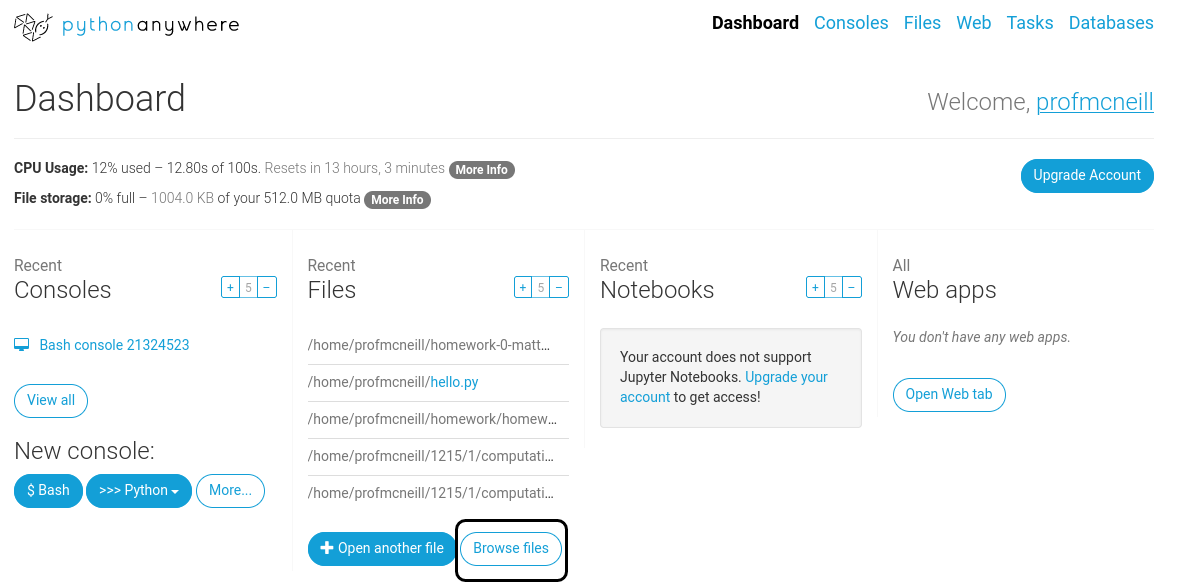 pythonanywhere
Dashboard Consoles Files Web Tasks Databases
Dashboard
Welcome, profmcneill
CPU Usage: 12% used – 12.80s of 100s. Resets in 13 hours, 3 minutes More Info
File storage: 0% full – 1004.0 KB of your 512.0 MB quota More Info
Upgrade Account
Recent
Consoles
+ 5 −
Bash console 21324523
View all
New console:
$ Bash >>> Python More...
Recent
Files
+ 5 −
/home/profmcneill/homework-0-matt...
/home/profmcneill/hello.py
/home/profmcneill/homework/homew...
/home/profmcneill/1215/1/computati...
/home/profmcneill/1215/1/computati...
+ Open another file Browse files
Recent
Notebooks
+ 5 −
Your account does not support
Jupyter Notebooks. Upgrade your
account to get access!
All
Web apps
You don't have any web apps.
Open Web tab